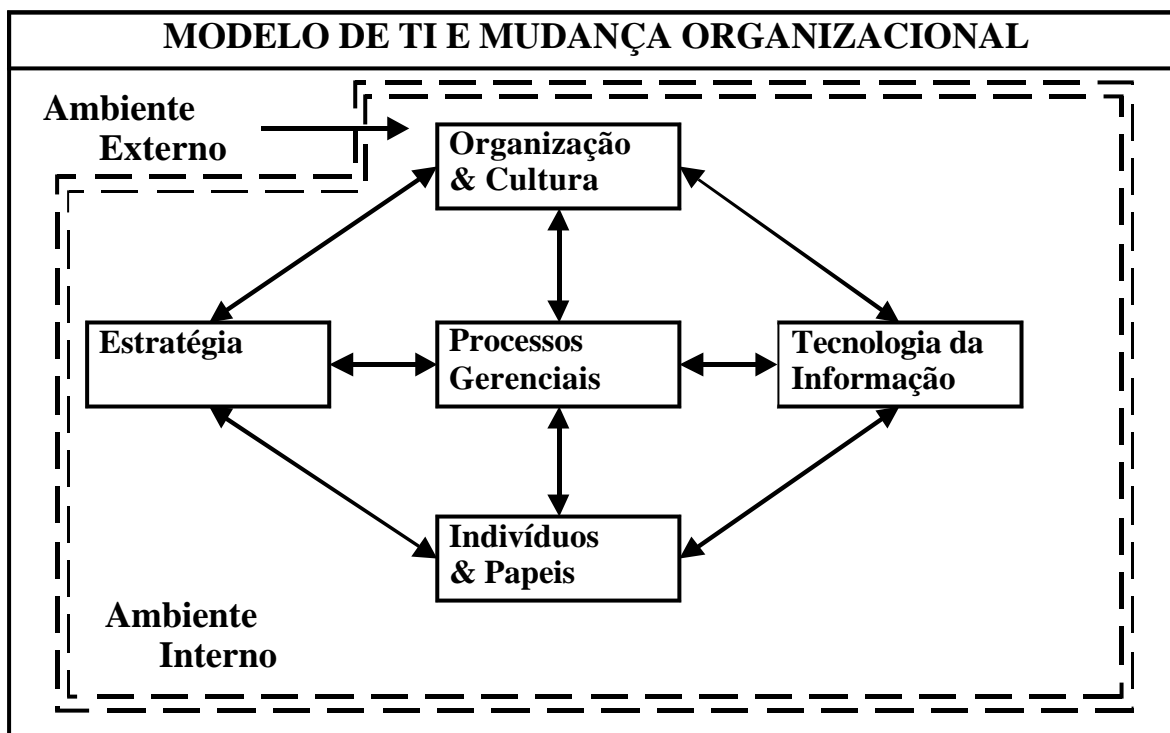 MODELO DE TI E MUDANÇA ORGANIZACIONAL
Ambiente
Externo
Organização
& Cultura
Estratégia
Processos
Gerenciais
Tecnologia da
Informação
Indivíduos
& Papeis
Ambiente
Interno